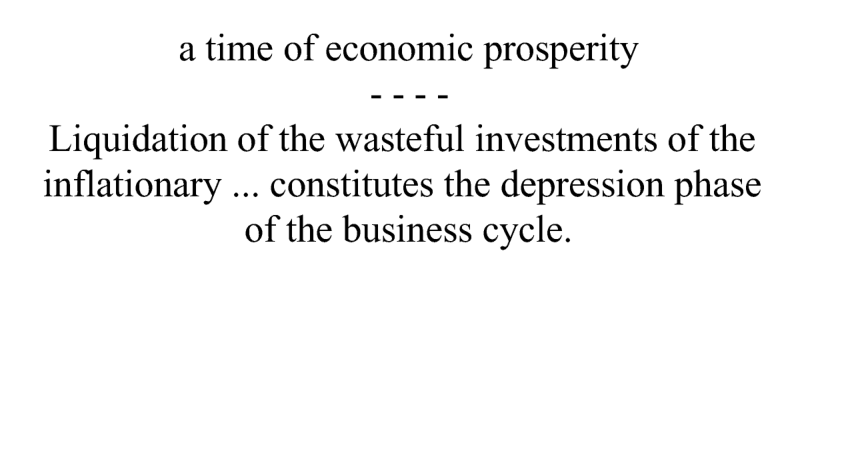 a time of economic prosperity
- - - -
Liquidation of the wasteful investments of the
inflationary ... constitutes the depression phase
of the business cycle.